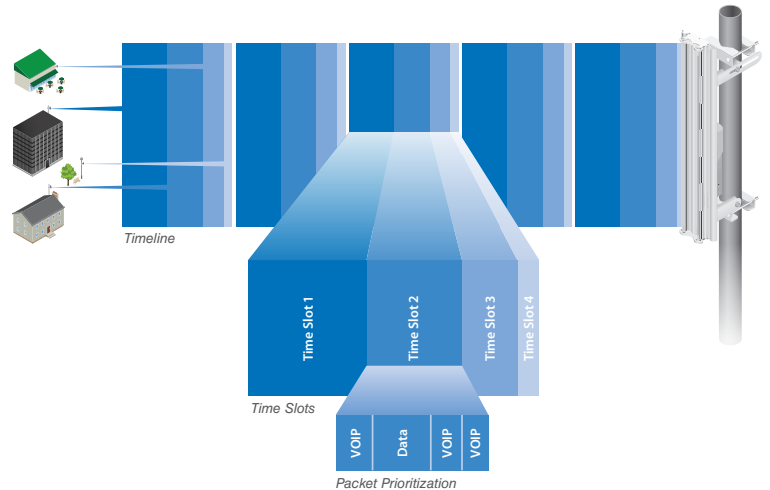 Timeline
Time Slot 1
Time Slot 2
Time Slot 3
Time Slot 4
Time Slots
VOIP
Data
VOIP
VOIP
Packet Prioritization